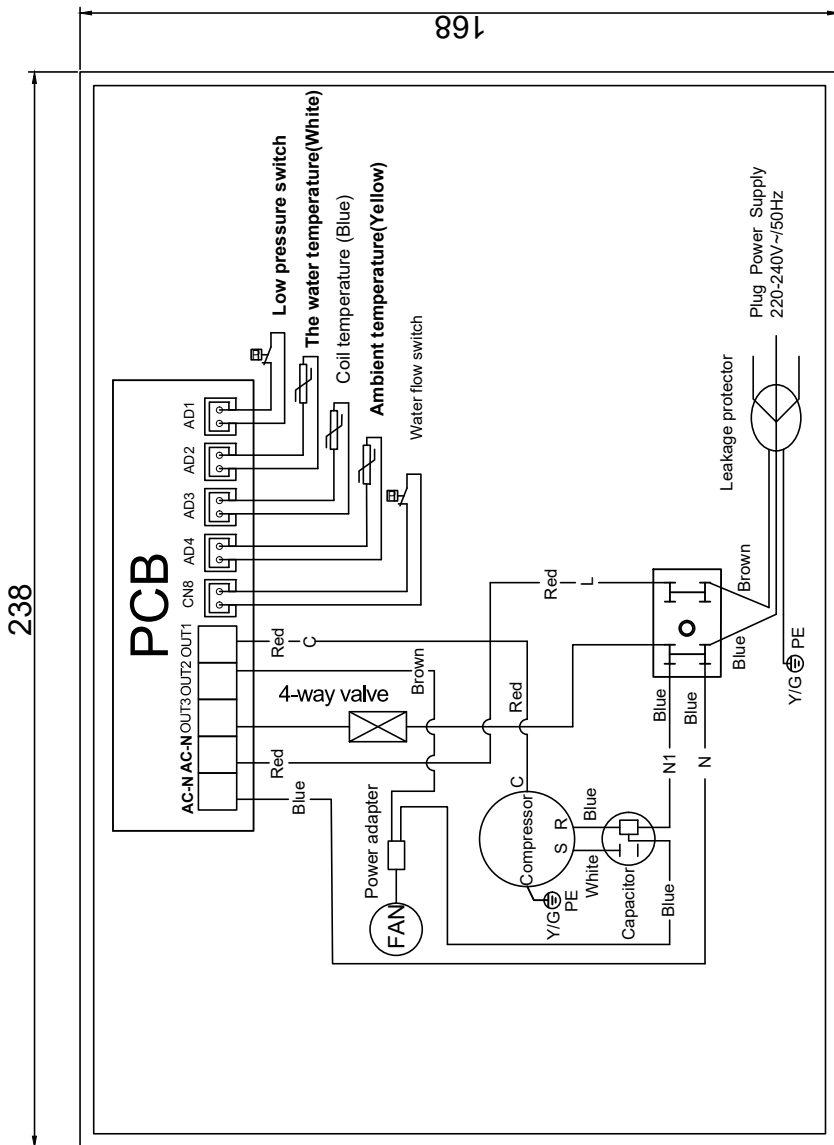 168
238
PCB
AD1
AD2
AD3
AD4
CN8
OUT1
OUT2
OUT3
AC-N
AC-N
Low pressure switch
The water temperature(White)
Coil temperature (Blue)
Ambient temperature(Yellow)
Water flow switch
Red
C
Brown
4-way valve
Red
Blue
Power adapter
FAN
Red
C
Compressor
R
S
Blue
White
Y/G
PE
Capacitor
Blue
Red
L
Blue
N1
Blue
N
Brown
Blue
Y/G
PE
Leakage protector
Plug Power Supply
220-240V~/50Hz